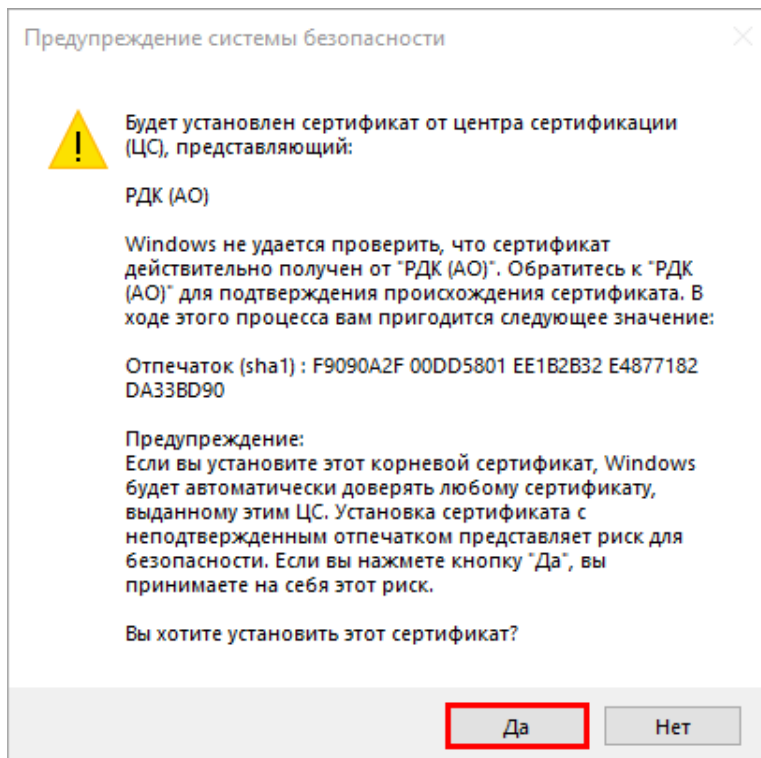 Предупреждение системы безопасности
Будет установлен сертификат от центра сертификации
(ЦС), представляющий:
РДК (АО)
Windows не удается проверить, что сертификат
действительно получен от "РДК (АО)". Обратитесь к "РДК
(АО)" для подтверждения происхождения сертификата. В
ходе этого процесса вам пригодится следующее значение:
Отпечаток (sha1) : F9090A2F 00DD5801 EE1B2B32 E4877182
DA33BD90
Предупреждение:
Если вы установите этот корневой сертификат, Windows
будет автоматически доверять любому сертификату,
выданному этим ЦС. Установка сертификата с
неподтвержденным отпечатком представляет риск для
безопасности. Если вы нажмете кнопку "Да", вы
принимаете на себя этот риск.
Вы хотите установить этот сертификат?
Да
Нет